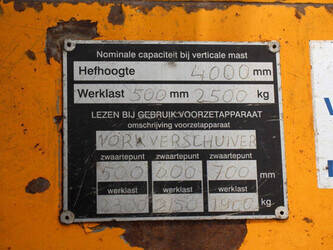 Nominale capaciteit bij verticale mast
Hefhoogte 4000 mm
Werklast 500 mm 2500 kg
LEZEN BIJ GEBRUIK VOORZETAPPARAAT
omschrijving voorzetapparaat
VORKVERSCHUIVER
zwaartepunt zwaartepunt zwaartepunt
500 600 700 mm
werklast werklast werklast
2150 1900 kg